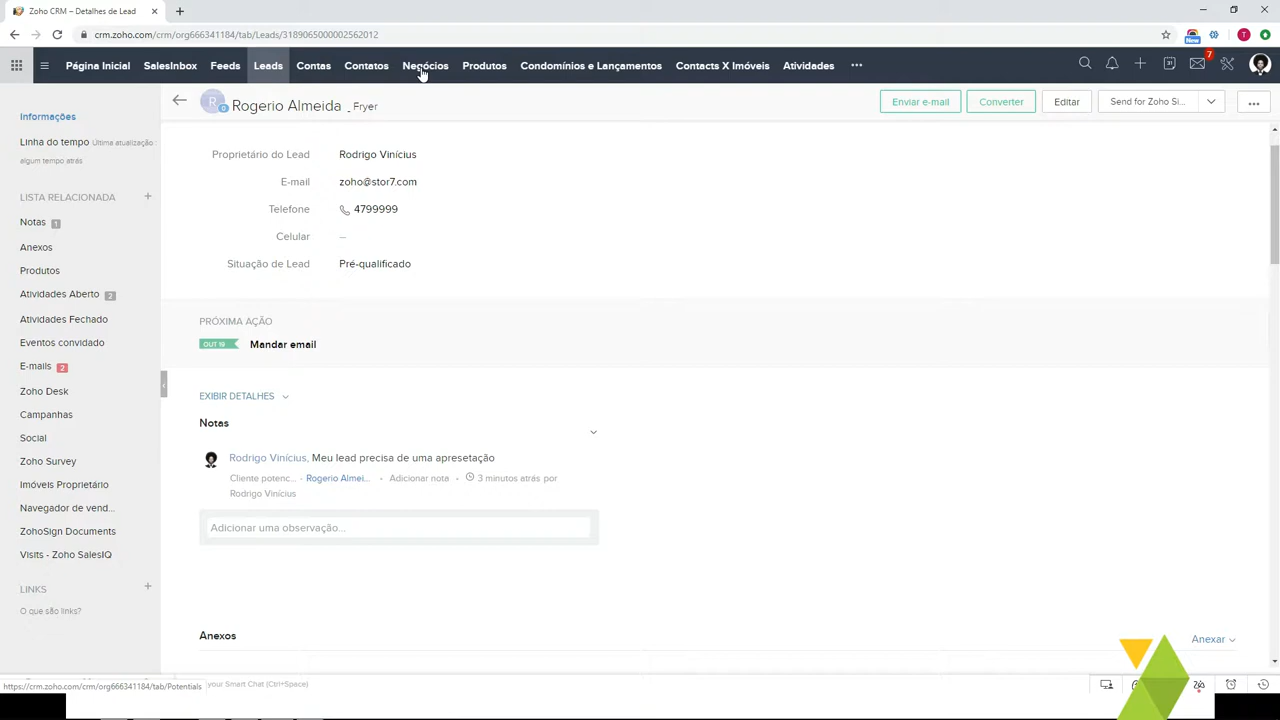 Zoho CRM – Detalhes de Lead
crm.zoho.com/crm/org666341184/tab/Leads/3189065000002562012
New
T
Página Inicial SalesInbox Feeds Leads Contas Contatos Negócios Produtos Condomínios e Lançamentos Contacts X Imóveis Atividades ... 7
R Rogerio Almeida _ Fryer Enviar e-mail Converter Editar Send for Zoho Si... ...
Informações
Linha do tempo Última atualização :
algum tempo atrás
LISTA RELACIONADA +
Notas 1
Anexos
Produtos
Atividades Aberto 2
Atividades Fechado
Eventos convidado
E-mails 2
Zoho Desk
Campanhas
Social
Zoho Survey
Imóveis Proprietário
Navegador de vend...
ZohoSign Documents
Visits - Zoho SalesIQ
LINKS +
O que são links?
Proprietário do Lead Rodrigo Vinícius
E-mail zoho@stor7.com
Telefone 4799999
Celular –
Situação de Lead Pré-qualificado
PRÓXIMA AÇÃO
OUT 19 Mandar email
EXIBIR DETALHES
Notas
Rodrigo Vinícius, Meu lead precisa de uma apresetação
Cliente potenc... - Rogerio Almei... • Adicionar nota • 3 minutos atrás por
Rodrigo Vinícius
Adicionar uma observação...
Anexos Anexar
https://crm.zoho.com/crm/org666341184/tab/Potentials
your Smart Chat (Ctrl+Space)